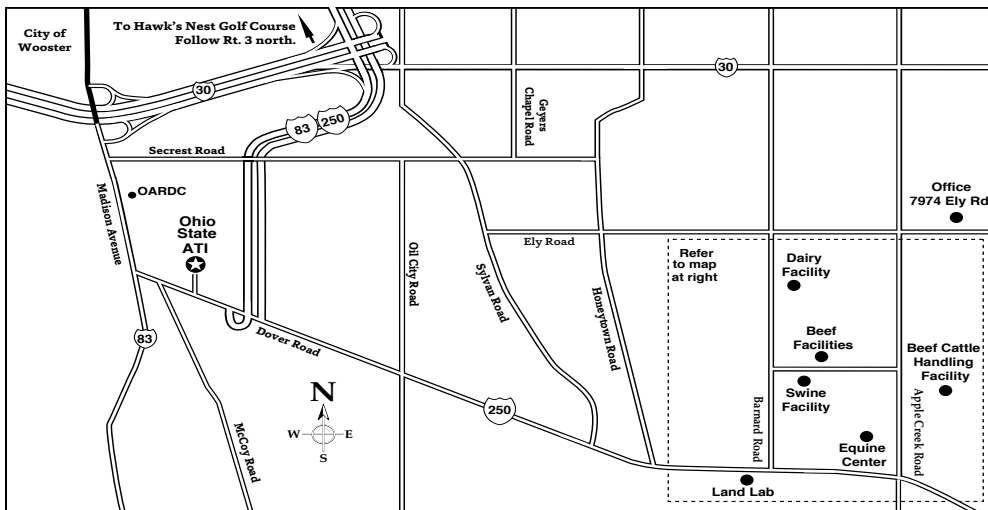 City of
Wooster
To Hawk's Nest Golf Course
Follow Rt. 3 north.
30
30
83
250
Geyers
Chapel Road
Secrest Road
OARDC
Madison Avenue
Ohio
State
ATI
Office
7974 Ely Rd
Ely Road
Oil City Road
Sylvan Road
Honeytown Road
Refer
to map
at right
Dairy
Facility
Dover Road
83
Beef
Facilities
Beef Cattle
Handling
Facility
Swine
Facility
N
W
E
S
250
McCoy Road
Barnard Road
Apple Creek Road
Equine
Center
Land Lab